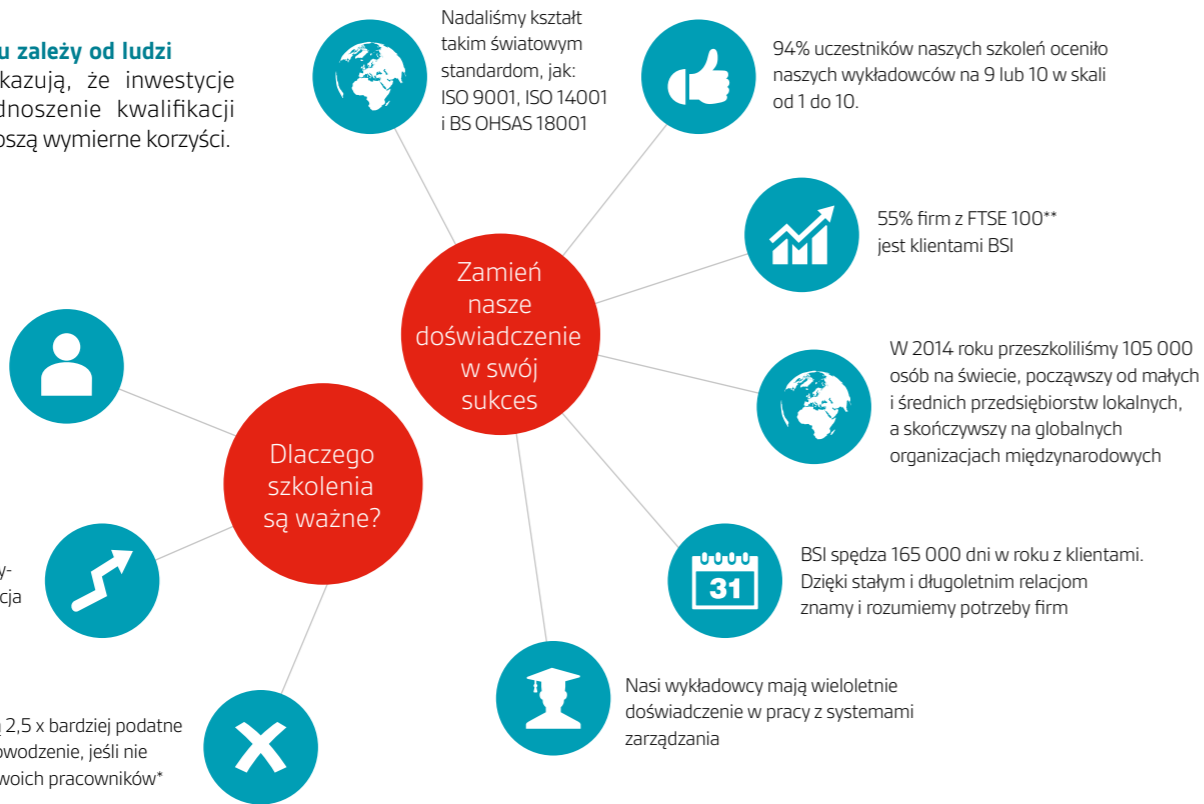 u zależy od ludzi
kazują, że inwestycje
dnoszenie kwalifikacji
oszą wymierne korzyści.
Nadaliśmy kształt
takim światowym
standardom, jak:
ISO 9001, ISO 14001
i BS OHSAS 18001
94% uczestników naszych szkoleń oceniło
naszych wykładowców na 9 lub 10 w skali
od 1 do 10.
55% firm z FTSE 100**
jest klientami BSI
Zamień
nasze
doświadczenie
w swój
sukces
W 2014 roku przeszkoliliśmy 105 000
osób na świecie, począwszy od małych
i średnich przedsiębiorstw lokalnych,
a skończywszy na globalnych
organizacjach międzynarodowych
Dlaczego
szkolenia
są ważne?
y-
cja
31
BSI spędza 165 000 dni w roku z klientami.
Dzięki stałym i długoletnim relacjom
znamy i rozumiemy potrzeby firm
Nasi wykładowcy mają wieloletnie
doświadczenie w pracy z systemami
zarządzania
ą 2,5 x bardziej podatne
owodzenie, jeśli nie
woich pracowników*